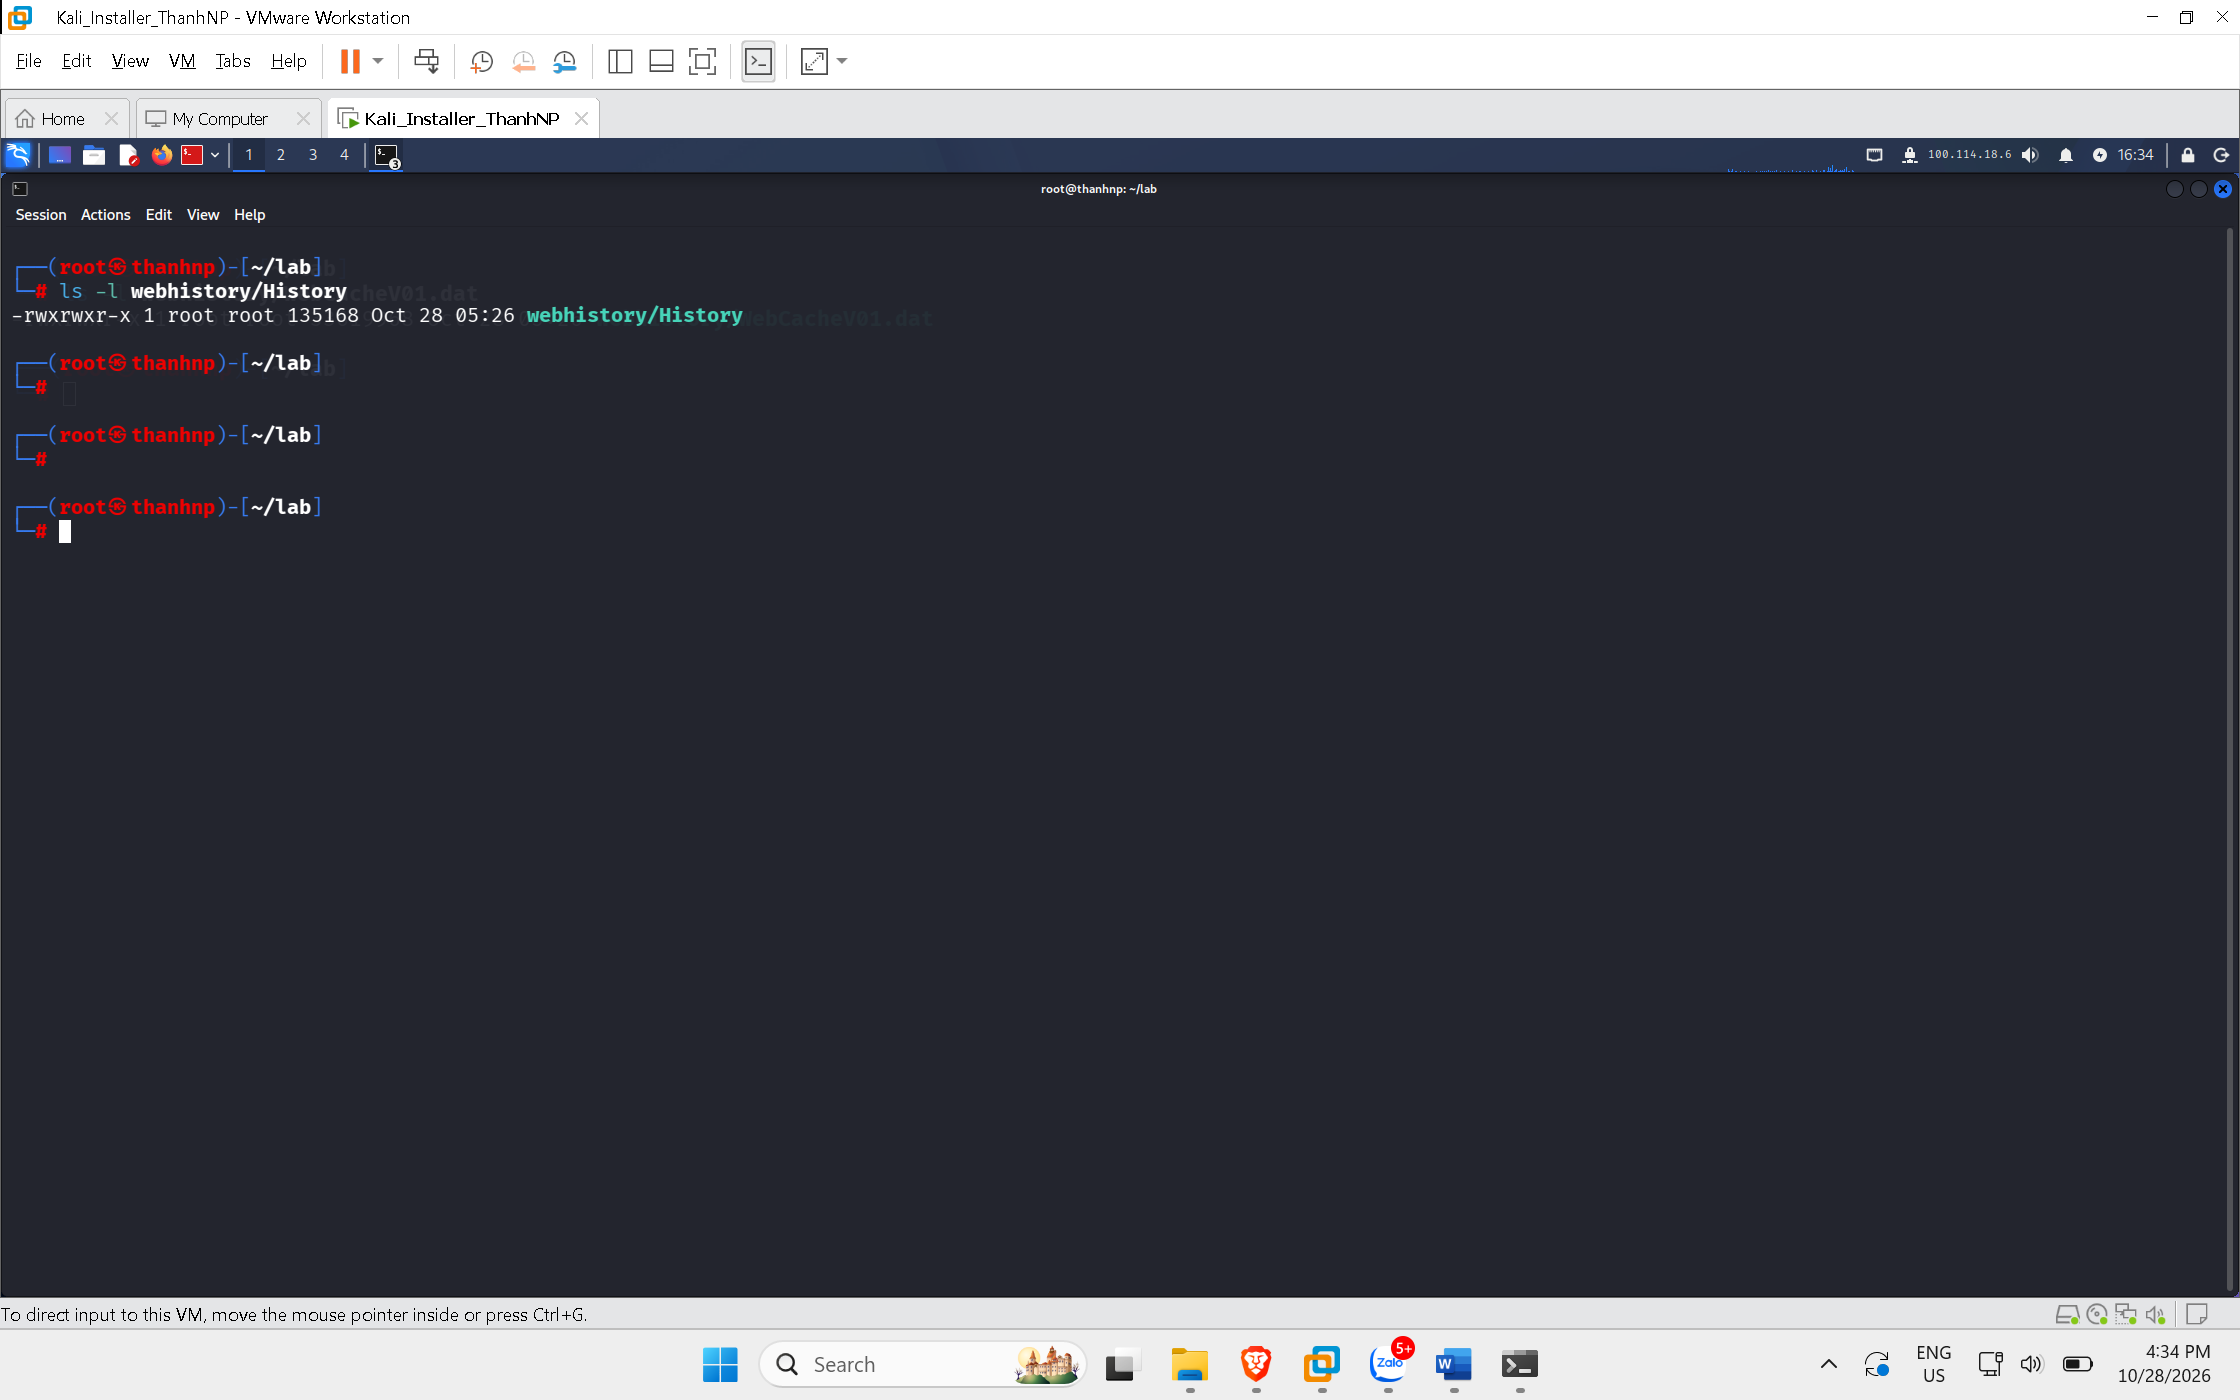 Kali_Installer_ThanhNP - VMware Workstation
File Edit View VM Tabs Help
Home My Computer Kali_Installer_ThanhNP
1 2 3 4 3 100.114.18.6 16:34
root@thanhnp: ~/lab
Session Actions Edit View Help
┌──(root㉿thanhnp)-[~/lab]
└─# ls -l webhistory/History
-rwxrwxr-x 1 root root 135168 Oct 28 05:26 webhistory/History
┌──(root㉿thanhnp)-[~/lab]
└─#
┌──(root㉿thanhnp)-[~/lab]
└─#
┌──(root㉿thanhnp)-[~/lab]
└─#
To direct input to this VM, move the mouse pointer inside or press Ctrl+G.
Search Zalo 5+ W ENG 4:34 PM
US 10/28/2026